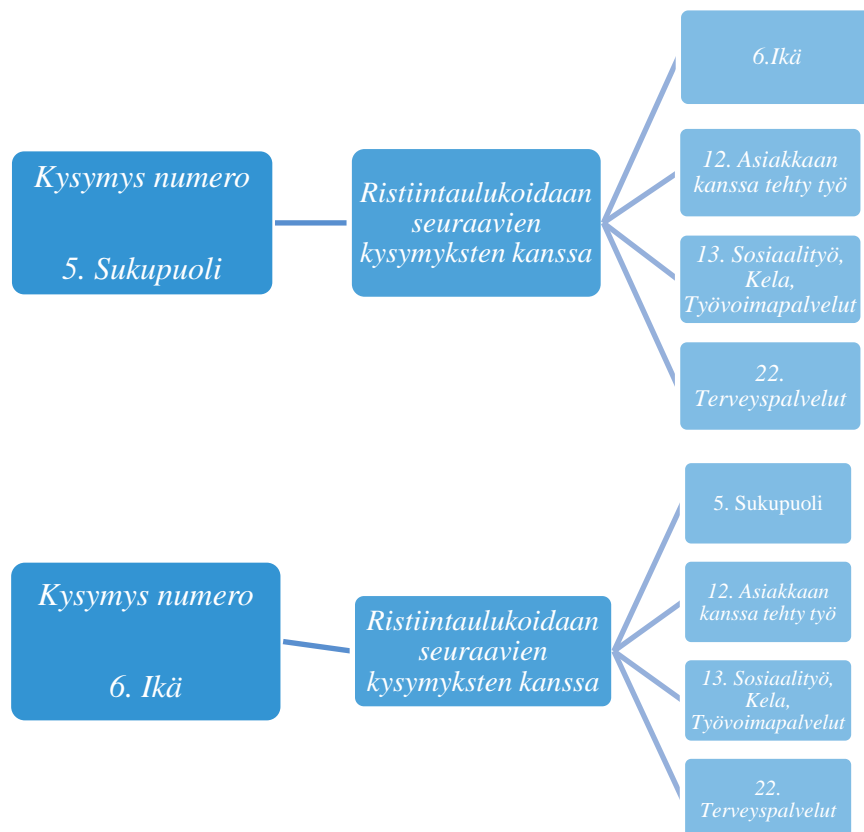 Kysymys numero
5. Sukupuoli
Ristiintaulukoidaan
seuraavien
kysymyksten kanssa
6.Ikä
12. Asiakkaan
kanssa tehty työ
13. Sosiaalityö,
Kela,
Työvoimapalvelut
22.
Terveyspalvelut
Kysymys numero
6. Ikä
Ristiintaulukoidaan
seuraavien
kysymyksten kanssa
5. Sukupuoli
12. Asiakkaan
kanssa tehty työ
13. Sosiaalityö,
Kela,
Työvoimapalvelut
22.
Terveyspalvelut